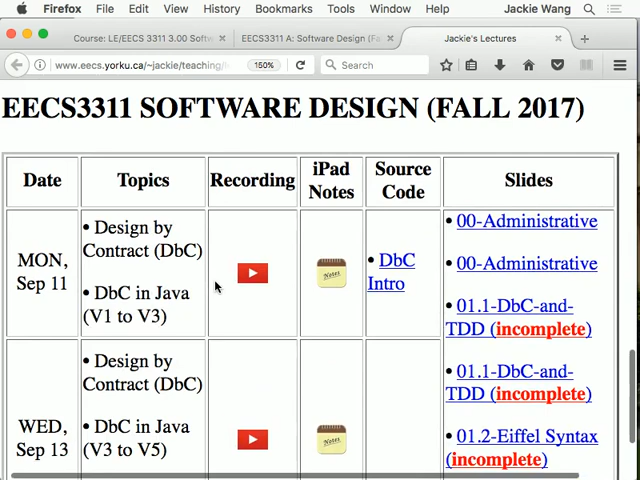 Firefox File Edit View History Bookmarks Tools Window Help Jackie Wang
Course: LE/EECS 3311 3.00 Softw
EECS3311 A: Software Design (Fa
Jackie's Lectures
www.eecs.yorku.ca/~jackie/teaching/
150%
Search
EECS3311 SOFTWARE DESIGN (FALL 2017)
Date
Topics
Recording
iPad
Notes
Source
Code
Slides
MON,
Sep 11
• Design by
Contract (DbC)
• DbC in Java
(V1 to V3)
Notes
• DbC
Intro
• 00-Administrative
• 00-Administrative
• 01.1-DbC-and-
TDD (incomplete)
WED,
Sep 13
• Design by
Contract (DbC)
• DbC in Java
(V3 to V5)
Notes
• 01.1-DbC-and-
TDD (incomplete)
• 01.2-Eiffel Syntax
(incomplete)